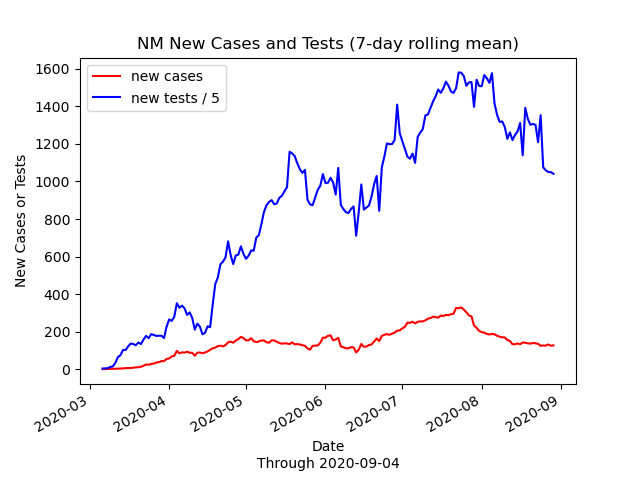 NM New Cases and Tests (7-day rolling mean)
new cases
new tests / 5
New Cases or Tests
1600
1400
1200
1000
800
600
400
200
0
2020-03
2020-04
2020-05
2020-06
2020-07
2020-08
2020-09
Date
Through 2020-09-04